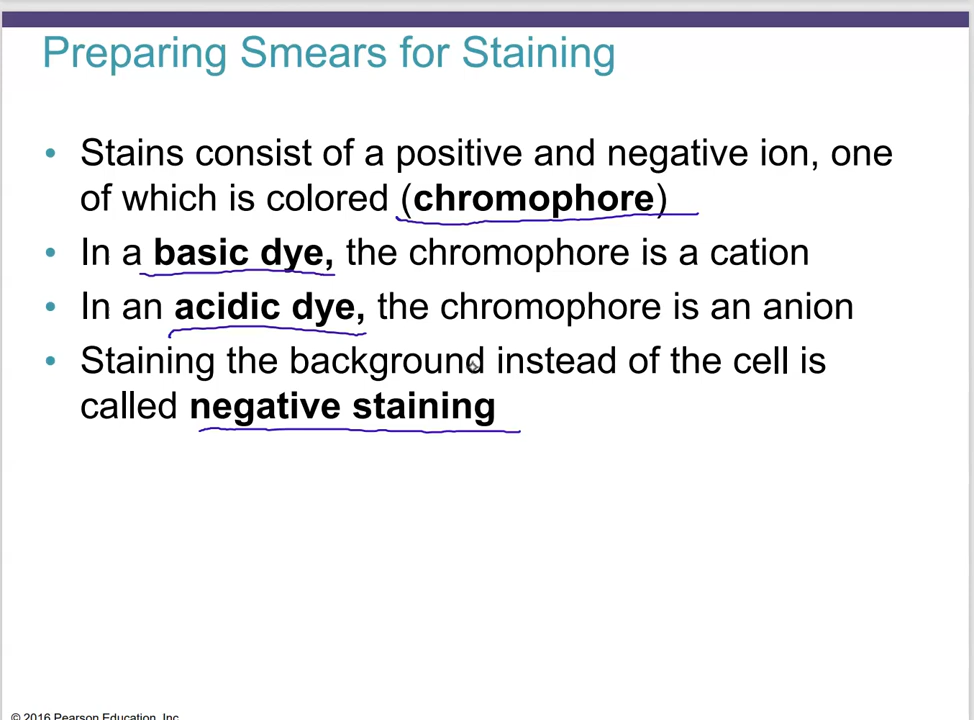 Preparing Smears for Staining
• Stains consist of a positive and negative ion, one
of which is colored (chromophore)
• In a basic dye, the chromophore is a cation
• In an acidic dye, the chromophore is an anion
• Staining the background instead of the cell is
called negative staining
© 2016 Pearson Education, Inc.